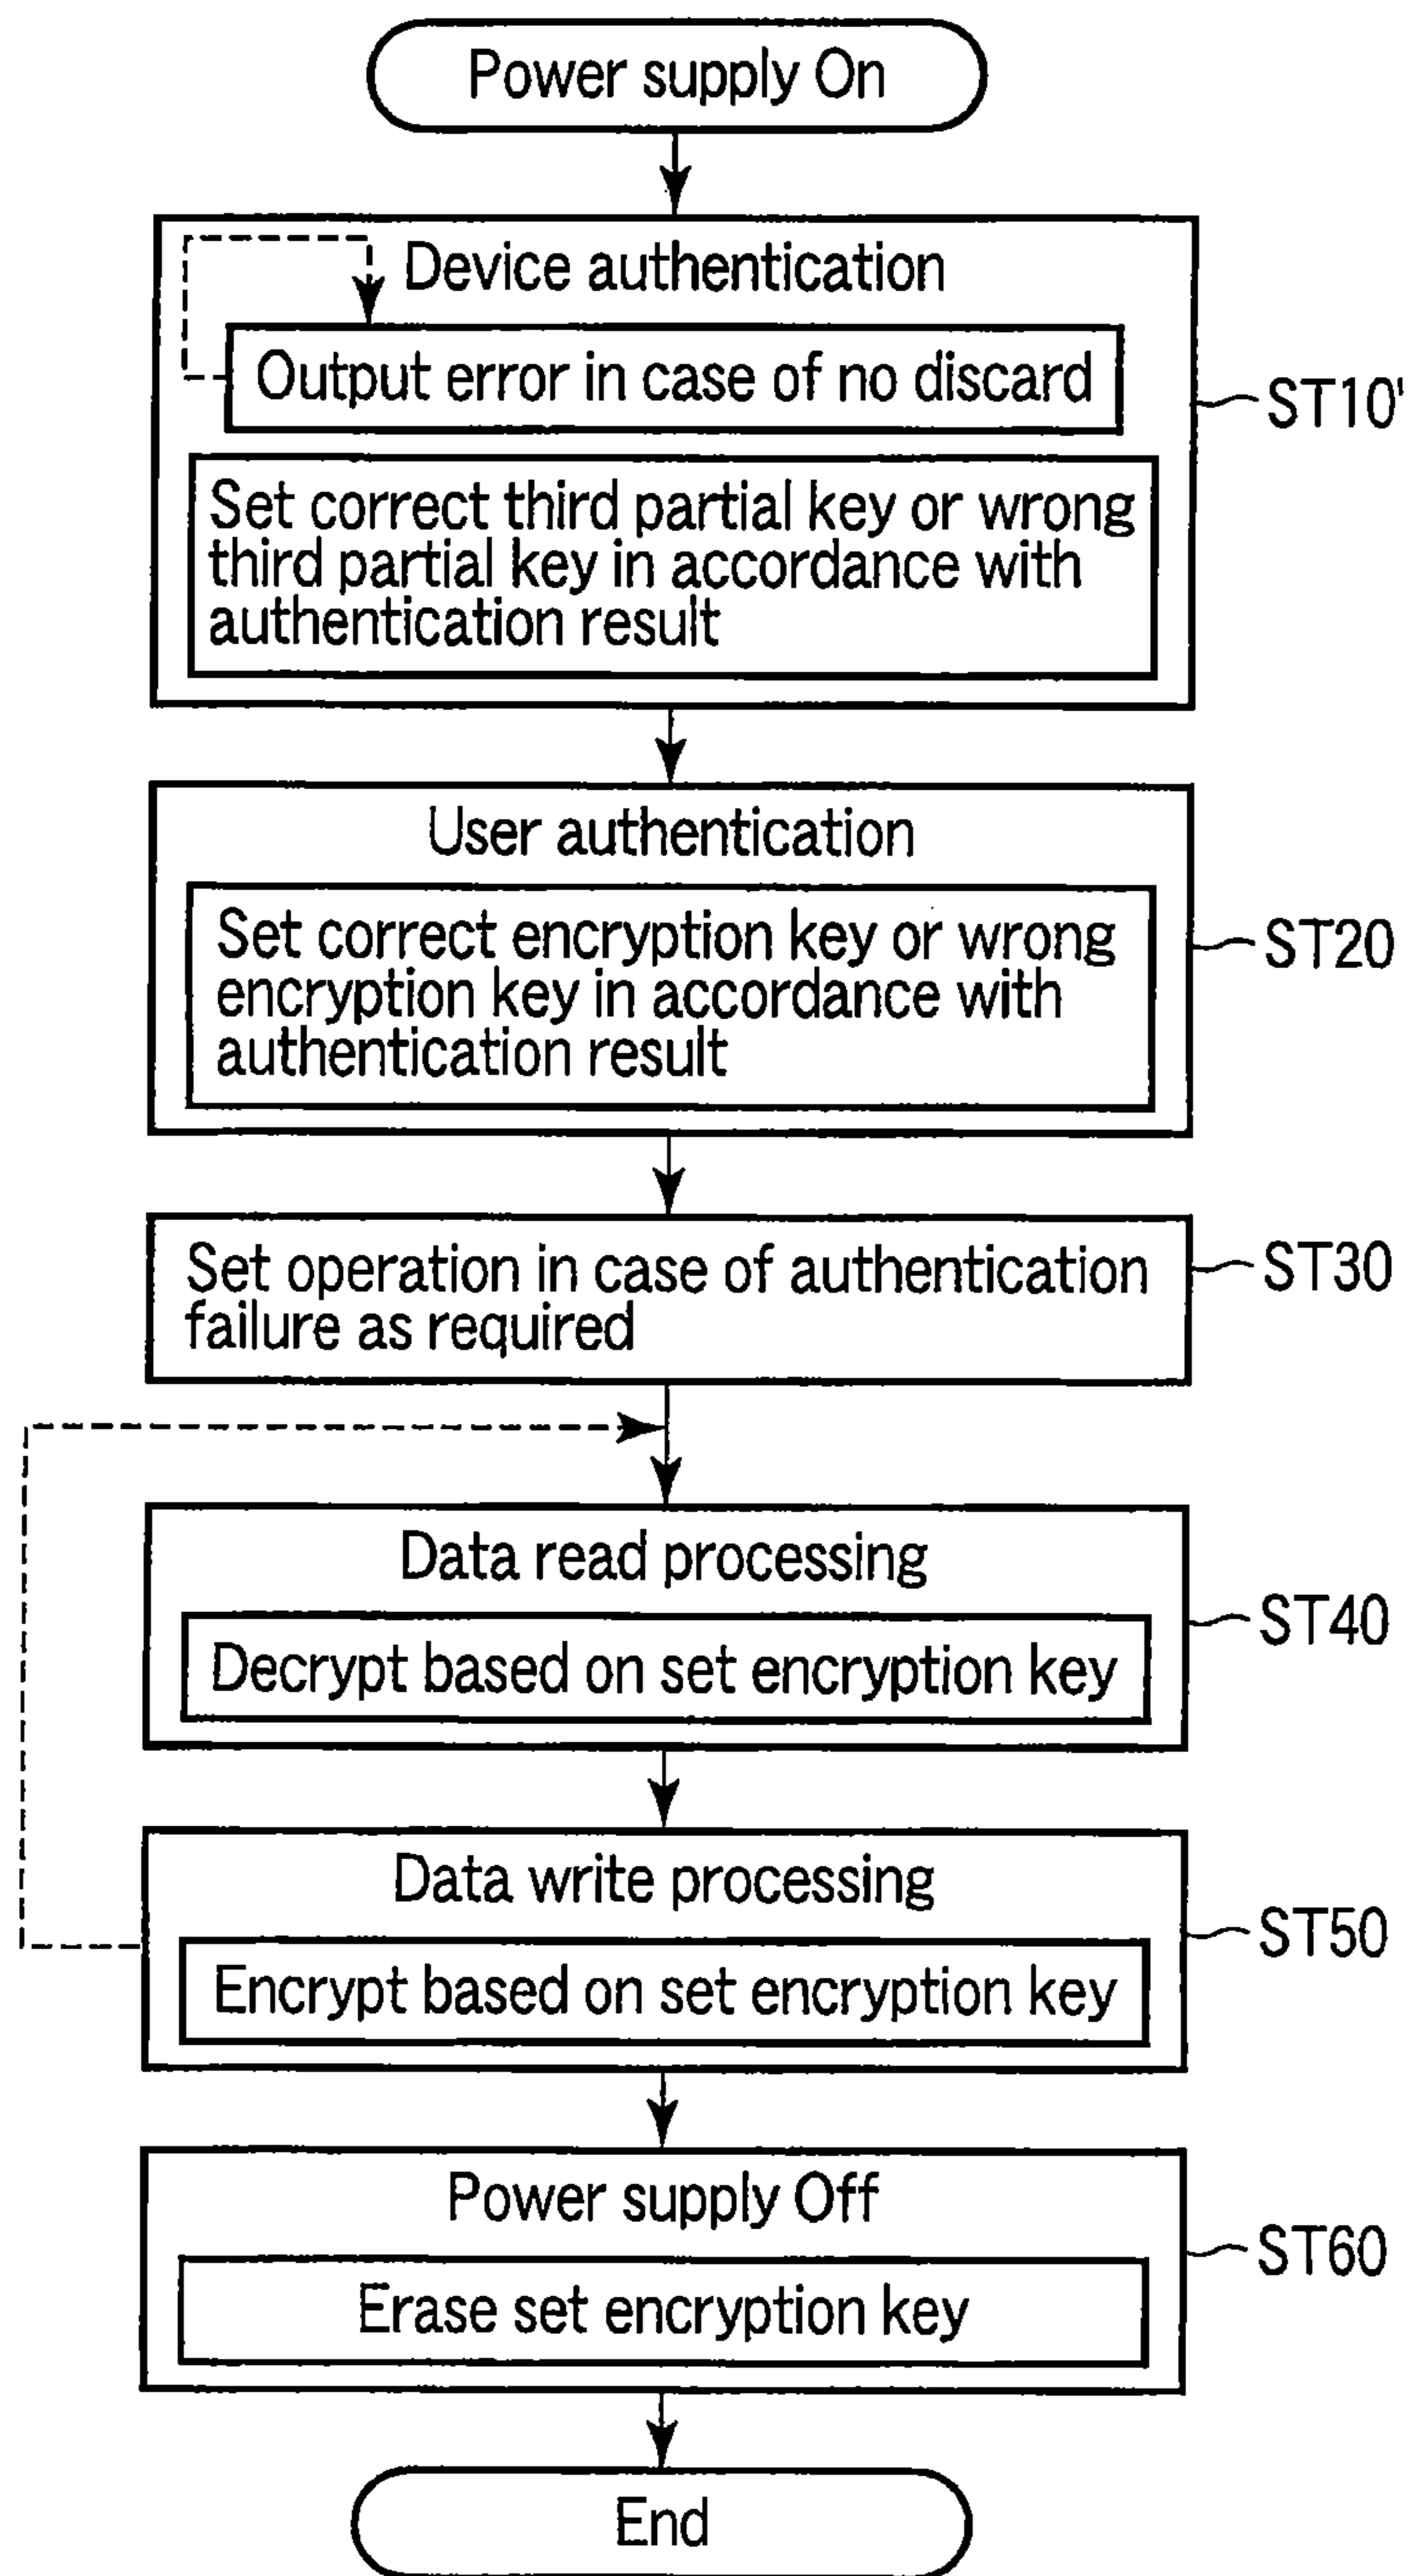 Power supply On
Device authentication
Output error in case of no discard
ST10'
Set correct third partial key or wrong
third partial key in accordance with
authentication result
User authentication
Set correct encryption key or wrong
encryption key in accordance with
authentication result
ST20
Set operation in case of authentication
failure as required
ST30
Data read processing
Decrypt based on set encryption key
ST40
Data write processing
Encrypt based on set encryption key
ST50
Power supply Off
Erase set encryption key
ST60
End